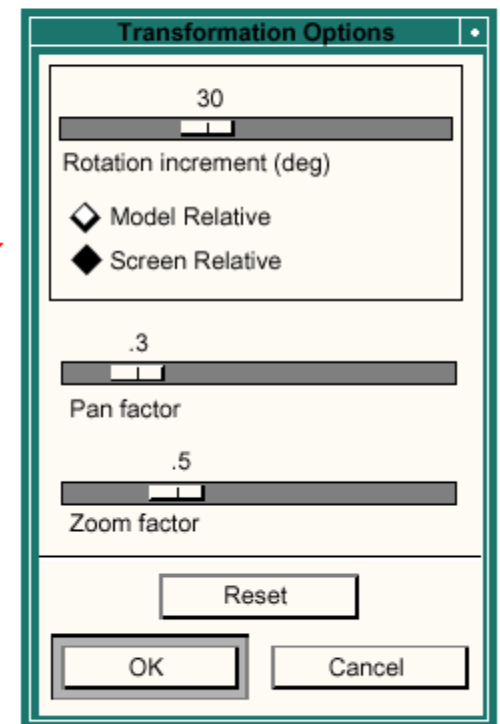 Transformation Options
30
Rotation increment (deg)
Model Relative
Screen Relative
.3
Pan factor
.5
Zoom factor
Reset
OK Cancel